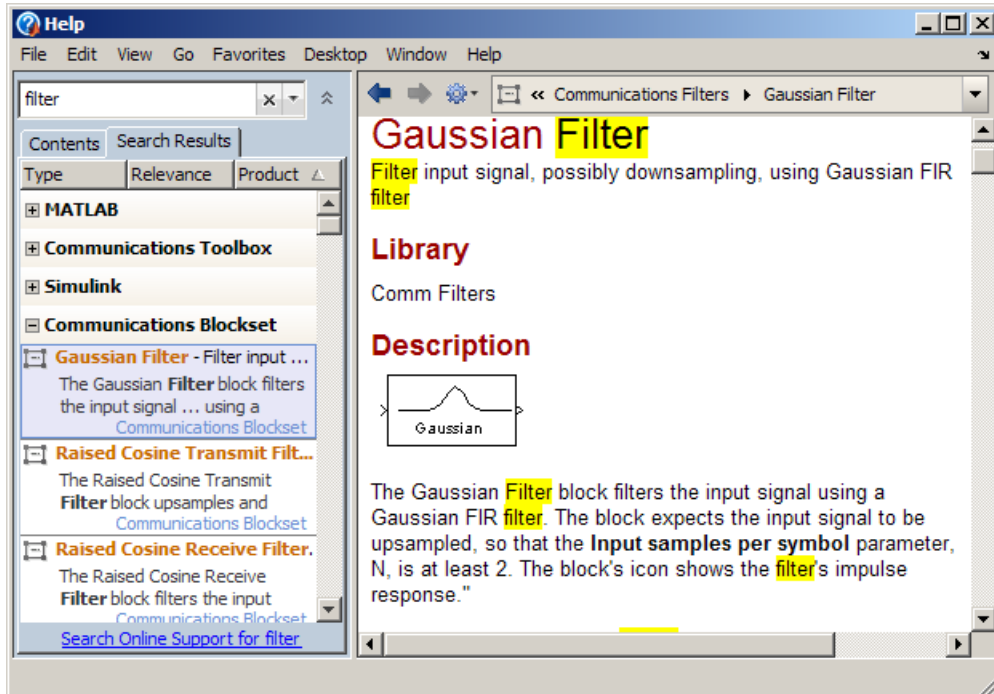 Help
File Edit View Go Favorites Desktop Window Help
filter
« Communications Filters Gaussian Filter
Contents Search Results
Type Relevance Product
MATLAB
Communications Toolbox
Simulink
Communications Blockset
Gaussian Filter - Filter input ...
The Gaussian Filter block filters
the input signal ... using a
Communications Blockset
Raised Cosine Transmit Filt...
The Raised Cosine Transmit
Filter block upsamples and
Communications Blockset
Raised Cosine Receive Filter.
The Raised Cosine Receive
Filter block filters the input
Communications Blockset
Search Online Support for filter
Gaussian Filter
Filter input signal, possibly downsampling, using Gaussian FIR
filter
Library
Comm Filters
Description
Gaussian
The Gaussian Filter block filters the input signal using a
Gaussian FIR filter. The block expects the input signal to be
upsampled, so that the Input samples per symbol parameter,
N, is at least 2. The block's icon shows the filter's impulse
response."